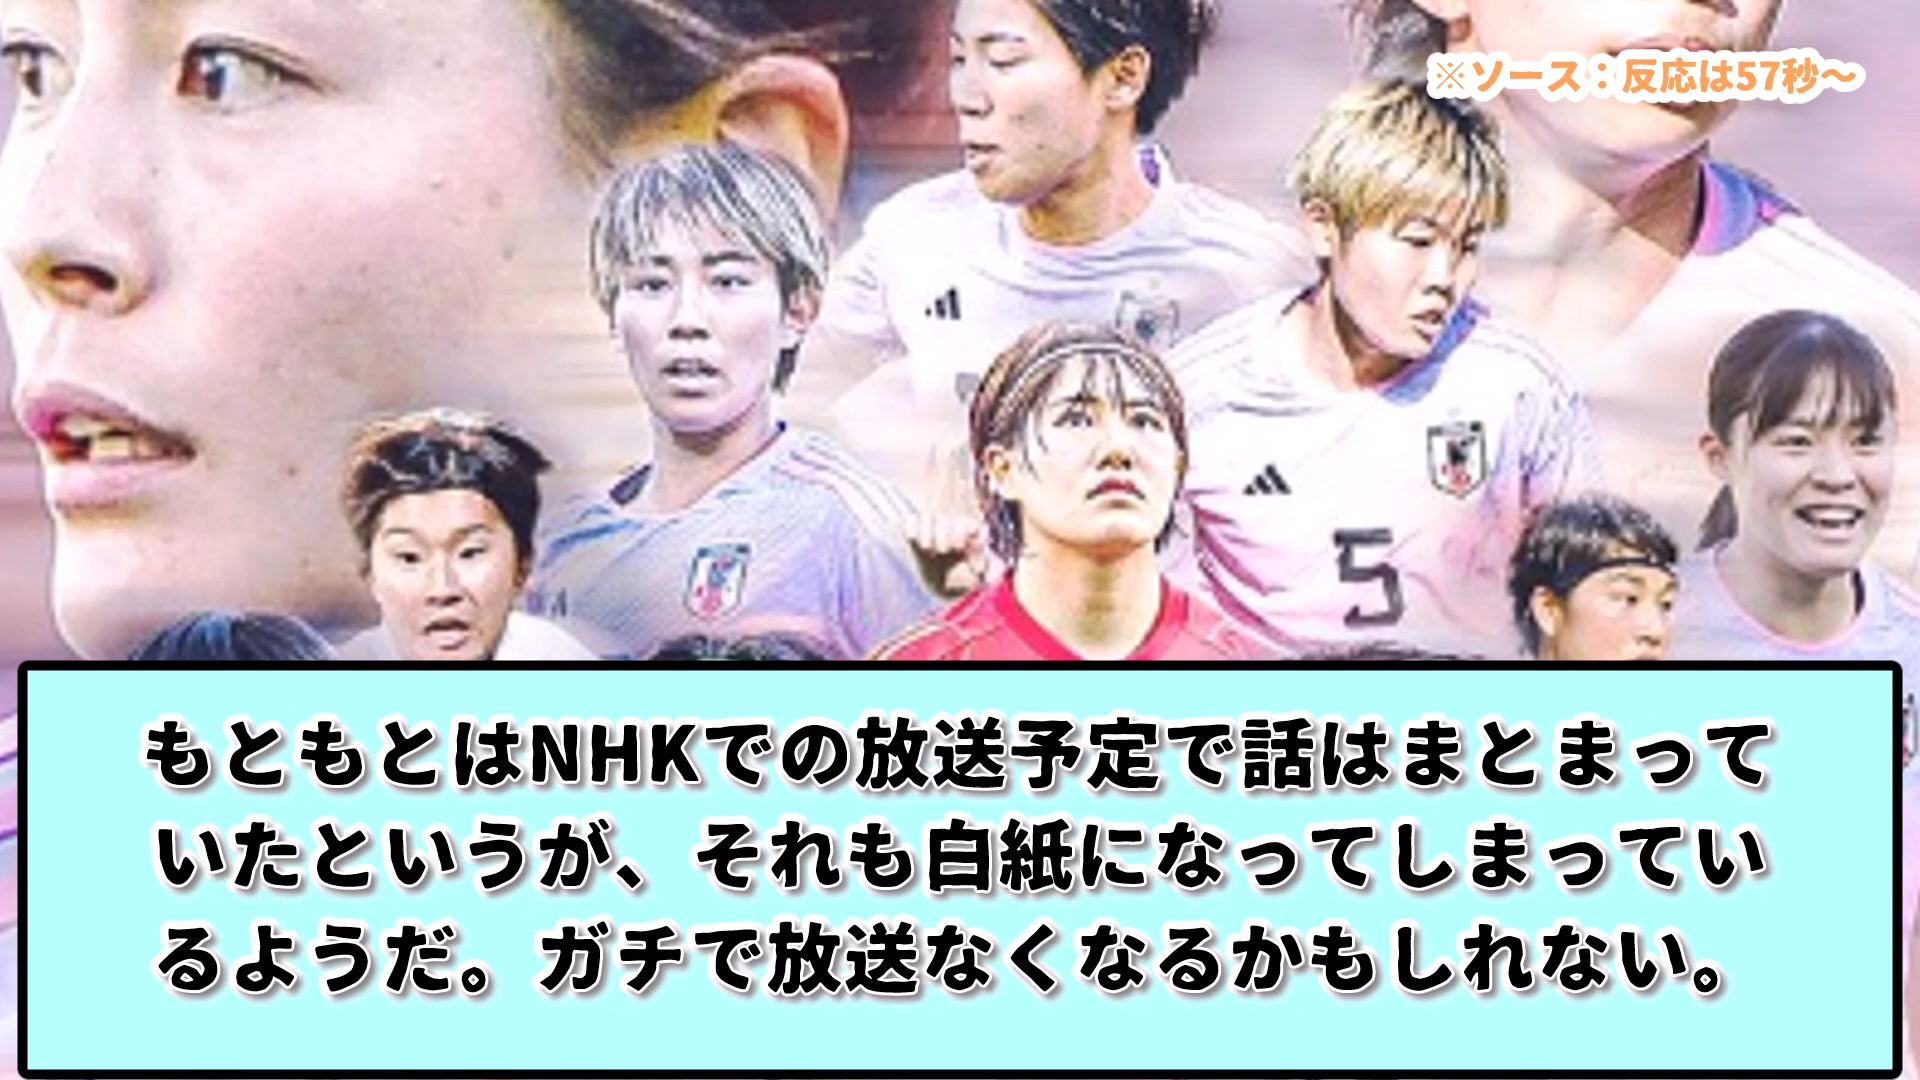 ※ソース：反応は57秒～
5
もともとはNHKでの放送予定で話はまとまって
いたというが、それも白紙になってしまってい
るようだ。ガチで放送なくなるかもしれない。